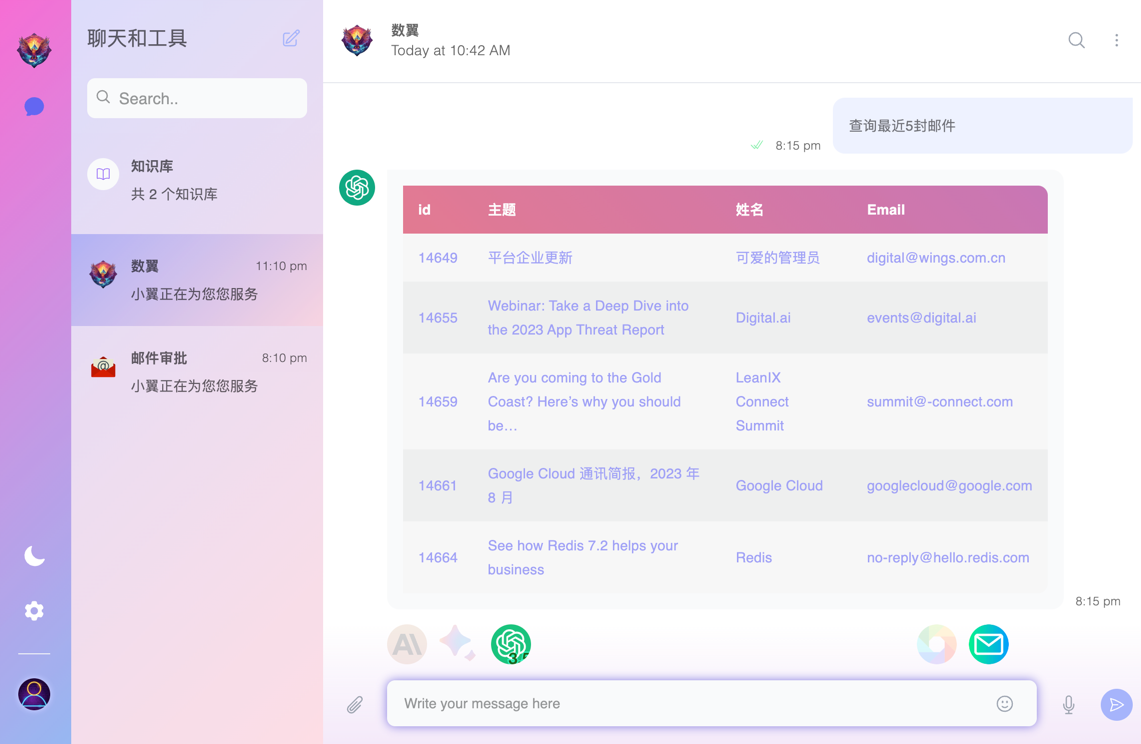 聊天和工具
Search..
知识库
共 2 个知识库
数翼
11:10 pm
小翼正在为您您服务
邮件审批
8:10 pm
小翼正在为您您服务
数翼
Today at 10:42 AM
查询最近5封邮件
8:15 pm
id 主题 姓名 Email
14649 平台企业更新 可爱的管理员 digital@wings.com.cn
14655
Webinar: Take a Deep Dive into
the 2023 App Threat Report
Digital.ai
events@digital.ai
14659
Are you coming to the Gold
Coast? Here’s why you should
be…
LeanIX
Connect
Summit
summit@-connect.com
14661
Google Cloud 通讯简报，2023 年
8 月
Google Cloud
googlecloud@google.com
14664
See how Redis 7.2 helps your
business
Redis
no-reply@hello.redis.com
8:15 pm
AI
Write your message here